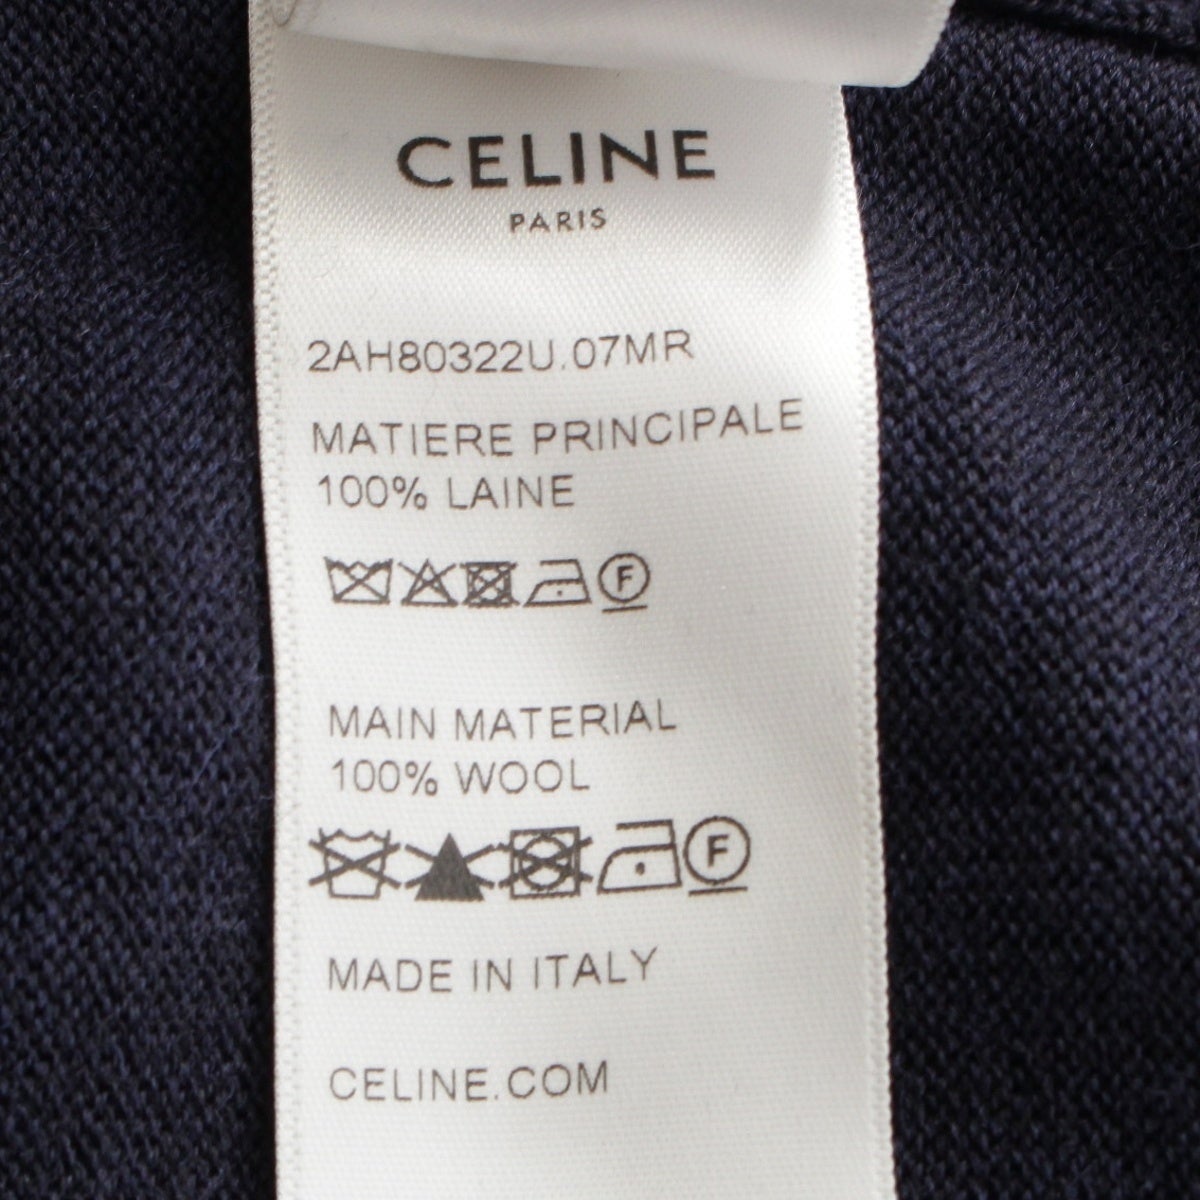 CELINE
PARIS
2AH80322U.07MR
MATIERE PRINCIPALE
100% LAINE
F
MAIN MATERIAL
100% WOOL
F
MADE IN ITALY
CELINE.COM